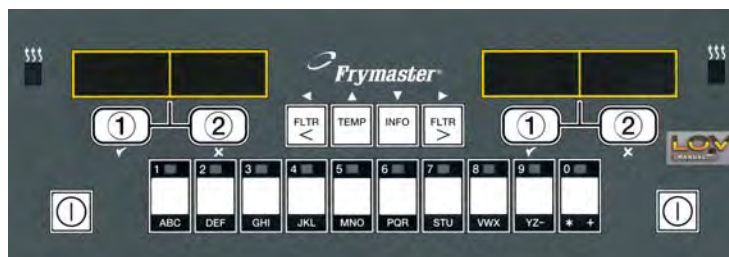 Frymaster®
① ② ① ②
FLTR < TEMP INFO FLTR >
LOV
MANUAL
1 2 3 4 5 6 7 8 9 0
ABC DEF GHI JKL MNO PQR STU VWX YZ- * +